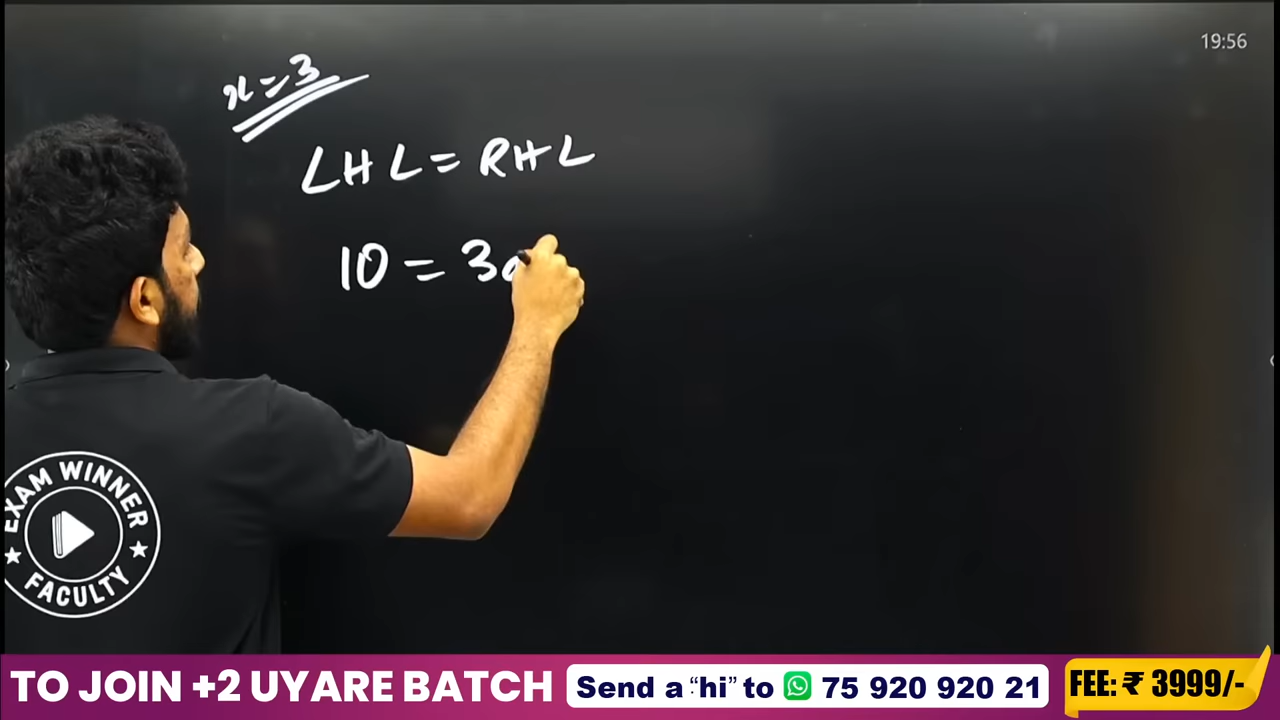 19:56
x=3
LHL = RHL
10 = 3a
EXAM WINNER
FACULTY
TO JOIN +2 UYARE BATCH
Send a “hi” to 75 920 920 21
FEE: ₹ 3999/-